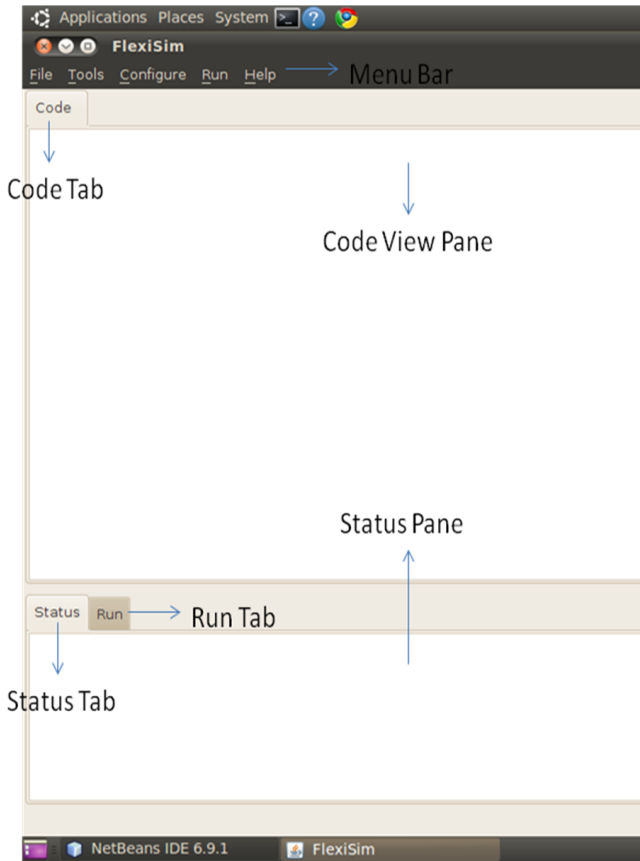 Applications Places System
FlexiSim
File Tools Configure Run Help
Menu Bar
Code
Code Tab
Code View Pane
Status Pane
Status Run
Run Tab
Status Tab
NetBeans IDE 6.9.1
FlexiSim